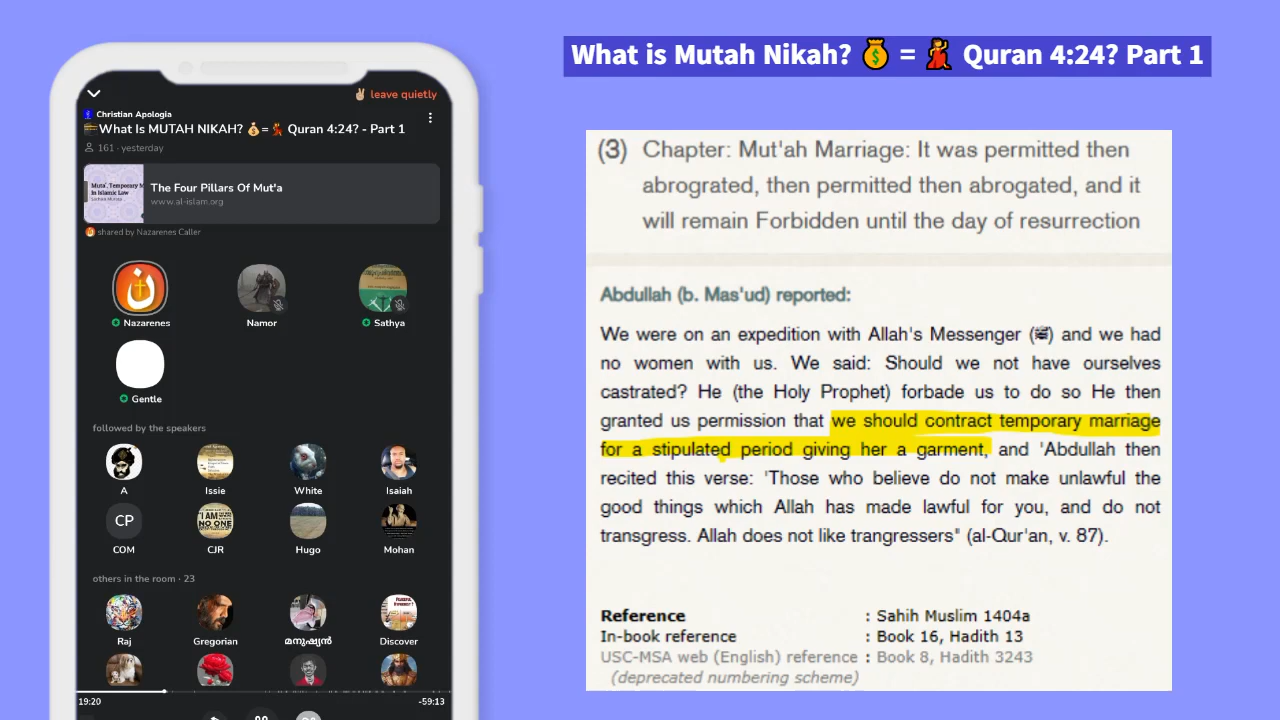 What is Mutah Nikah? 💰 = 💃 Quran 4:24? Part 1
leave quietly
Christian Apologia
What Is MUTAH NIKAH? 💰=💃 Quran 4:24? - Part 1
161 · yesterday
The Four Pillars Of Mut'a
www.al-islam.org
shared by Nazarenes Caller
Nazarenes
Namor
Sathya
Gentle
followed by the speakers
A
Issie
White
Isaiah
CP
I AM
NO ONE
COM
CJR
Hugo
Mohan
others in the room · 23
Raj
Gregorian
മനുഷ്യൻ
Discover
19:20
-59:13
(3) Chapter: Mut'ah Marriage: It was permitted then
abrograted, then permitted then abrogated, and it
will remain Forbidden until the day of resurrection
Abdullah (b. Mas'ud) reported:
We were on an expedition with Allah's Messenger (ﷺ) and we had
no women with us. We said: Should we not have ourselves
castrated? He (the Holy Prophet) forbade us to do so He then
granted us permission that we should contract temporary marriage
for a stipulated period giving her a garment, and 'Abdullah then
recited this verse: 'Those who believe do not make unlawful the
good things which Allah has made lawful for you, and do not
transgress. Allah does not like trangressers" (al-Qur'an, v. 87).
Reference : Sahih Muslim 1404a
In-book reference : Book 16, Hadith 13
USC-MSA web (English) reference : Book 8, Hadith 3243
(deprecated numbering scheme)